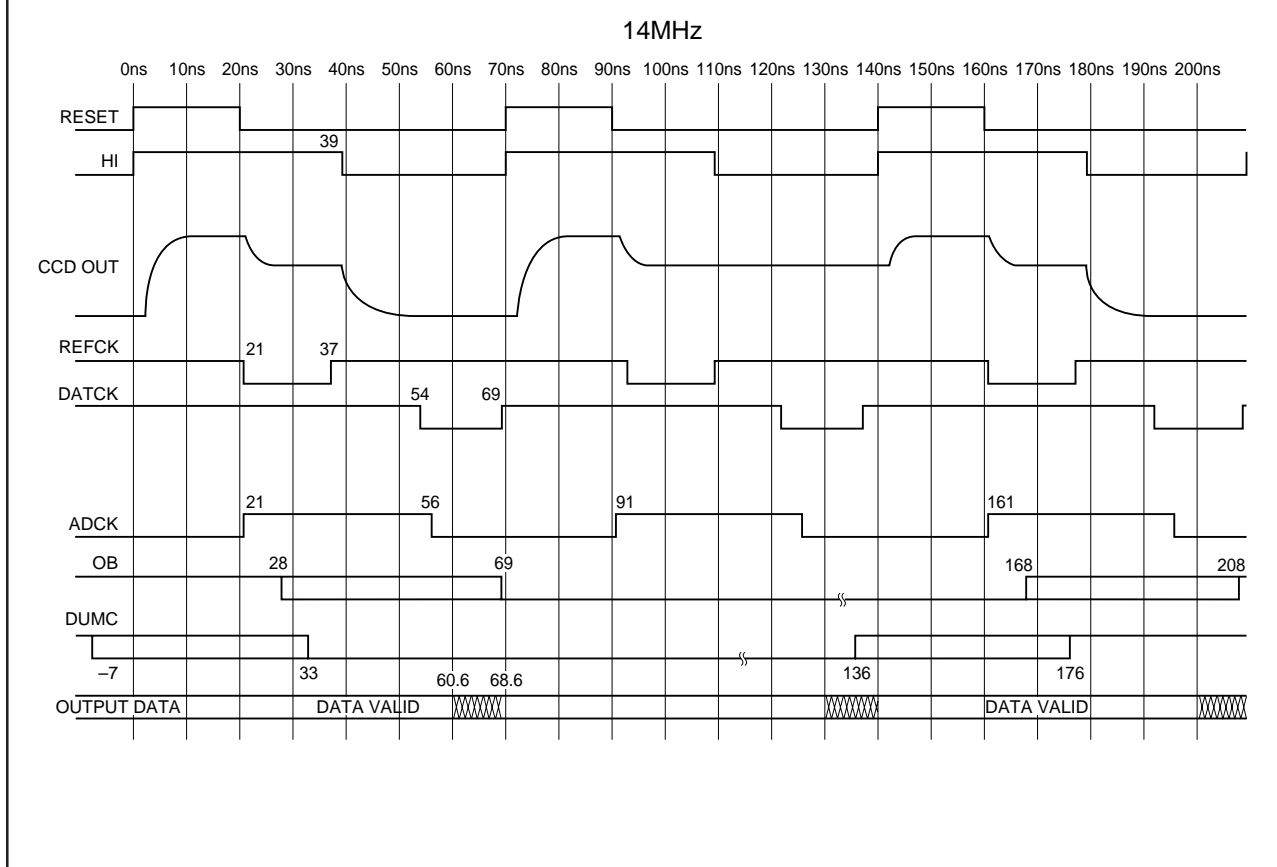 14MHz
0ns 10ns 20ns 30ns 40ns 50ns 60ns 70ns 80ns 90ns 100ns 110ns 120ns 130ns 140ns 150ns 160ns 170ns 180ns 190ns 200ns
RESET
39
HI
CCD OUT
REFCK 21 37
DATCK 54 69
21 56 91 161
ADCK
OB 28 69 168 208
DUMC
–7 33 60.6 68.6 136 176
OUTPUT DATA DATA VALID DATA VALID